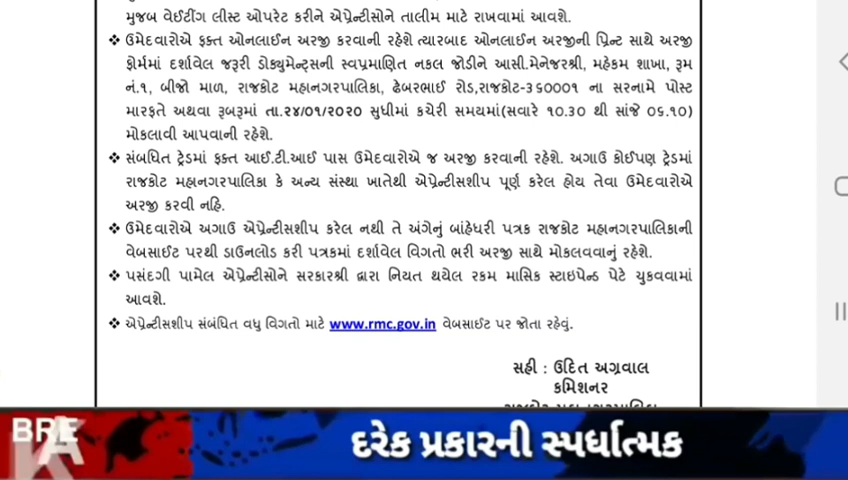 મુજબ વેઈટીંગ લીસ્ટ ઓપરેટ કરીને એપ્રેન્ટીસોને તાલીમ માટે રાખવામાં આવશે.
❖ ઉમેદવારોએ ફક્ત ઓનલાઈન અરજી કરવાની રહેશે ત્યારબાદ ઓનલાઈન અરજીની પ્રિન્ટ સાથે અરજી
ફોર્મમાં દર્શાવેલ જરૂરી ડોક્યુમેન્ટ્સની સ્વપ્રમાણિત નકલ જોડીને આસી.મેનેજરશ્રી, મહેકમ શાખા, રૂમ
નં.૧, બીજો માળ, રાજકોટ મહાનગરપાલિકા, ઢેબરભાઈ રોડ,રાજકોટ-૩૬૦૦૦૧ ના સરનામે પોસ્ટ
મારફતે અથવા રૂબરૂમાં તા.૨૪/૦૧/૨૦૨૦ સુધીમાં કચેરી સમયમાં(સવારે ૧૦.૩૦ થી સાંજે ૦૬.૧૦)
મોકલાવી આપવાની રહેશે.
❖ સંબધિત ટ્રેડમાં ફક્ત આઈ.ટી.આઈ પાસ ઉમેદવારોએ જ અરજી કરવાની રહેશે. અગાઉ કોઈપણ ટ્રેડમાં
રાજકોટ મહાનગરપાલિકા કે અન્ય સંસ્થા ખાતેથી એપ્રેન્ટીસશીપ પૂર્ણ કરેલ હોય તેવા ઉમેદવારોએ
અરજી કરવી નહિ.
❖ ઉમેદવારોએ અગાઉ એપ્રેન્ટીસશીપ કરેલ નથી તે અંગેનું બાંહેધરી પત્રક રાજકોટ મહાનગરપાલિકાની
વેબસાઈટ પરથી ડાઉનલોડ કરી પત્રકમાં દર્શાવેલ વિગતો ભરી અરજી સાથે મોકલવવાનું રહેશે.
❖ પસંદગી પામેલ એપ્રેન્ટીસોને સરકારશ્રી દ્વારા નિયત થયેલ રકમ માસિક સ્ટાઇપેન્ડ પેટે ચુકવવામાં
આવશે.
❖ એપ્રેન્ટીસશીપ સંબંધિત વધુ વિગતો માટે www.rmc.gov.in વેબસાઈટ પર જોતા રહેવું.
સહી : ઉદિત અગ્રવાલ
કમિશનર
BRE
દરેક પ્રકારની સ્પર્ધાત્મક